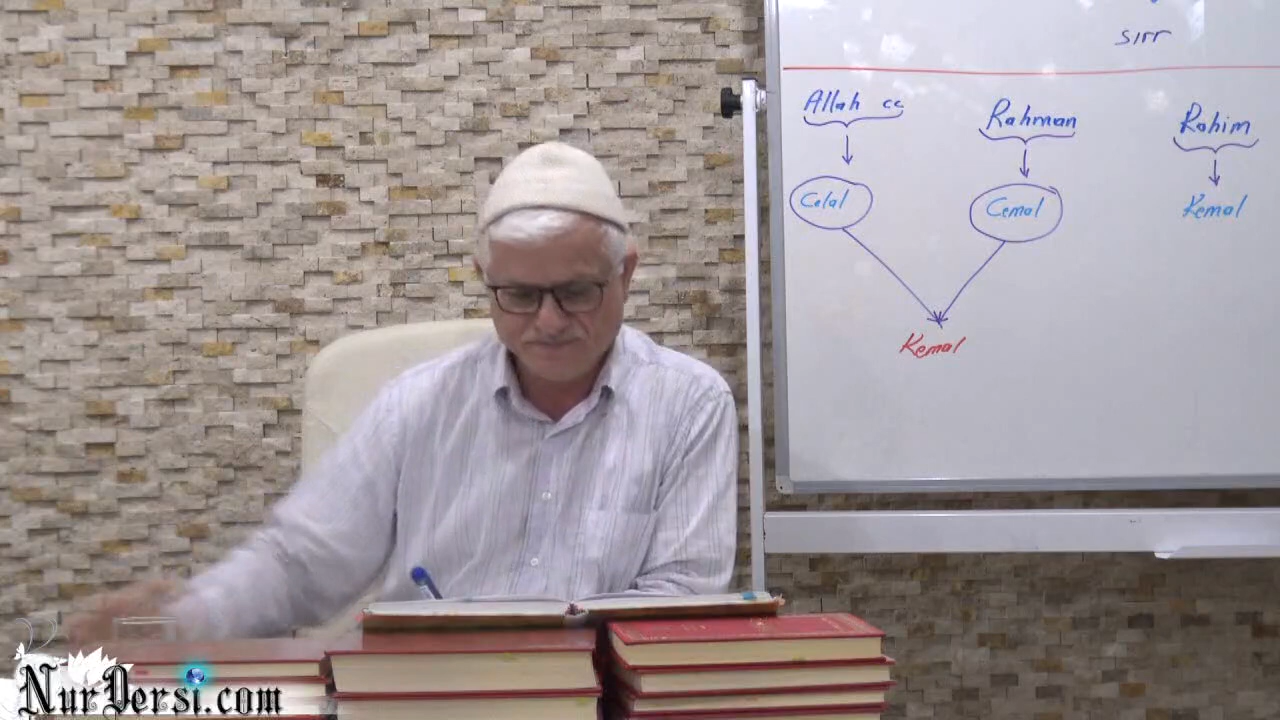 sırr
Allah cc Rahman Rahim
Celal Cemal Kemal
Kemal
NurDersi.com